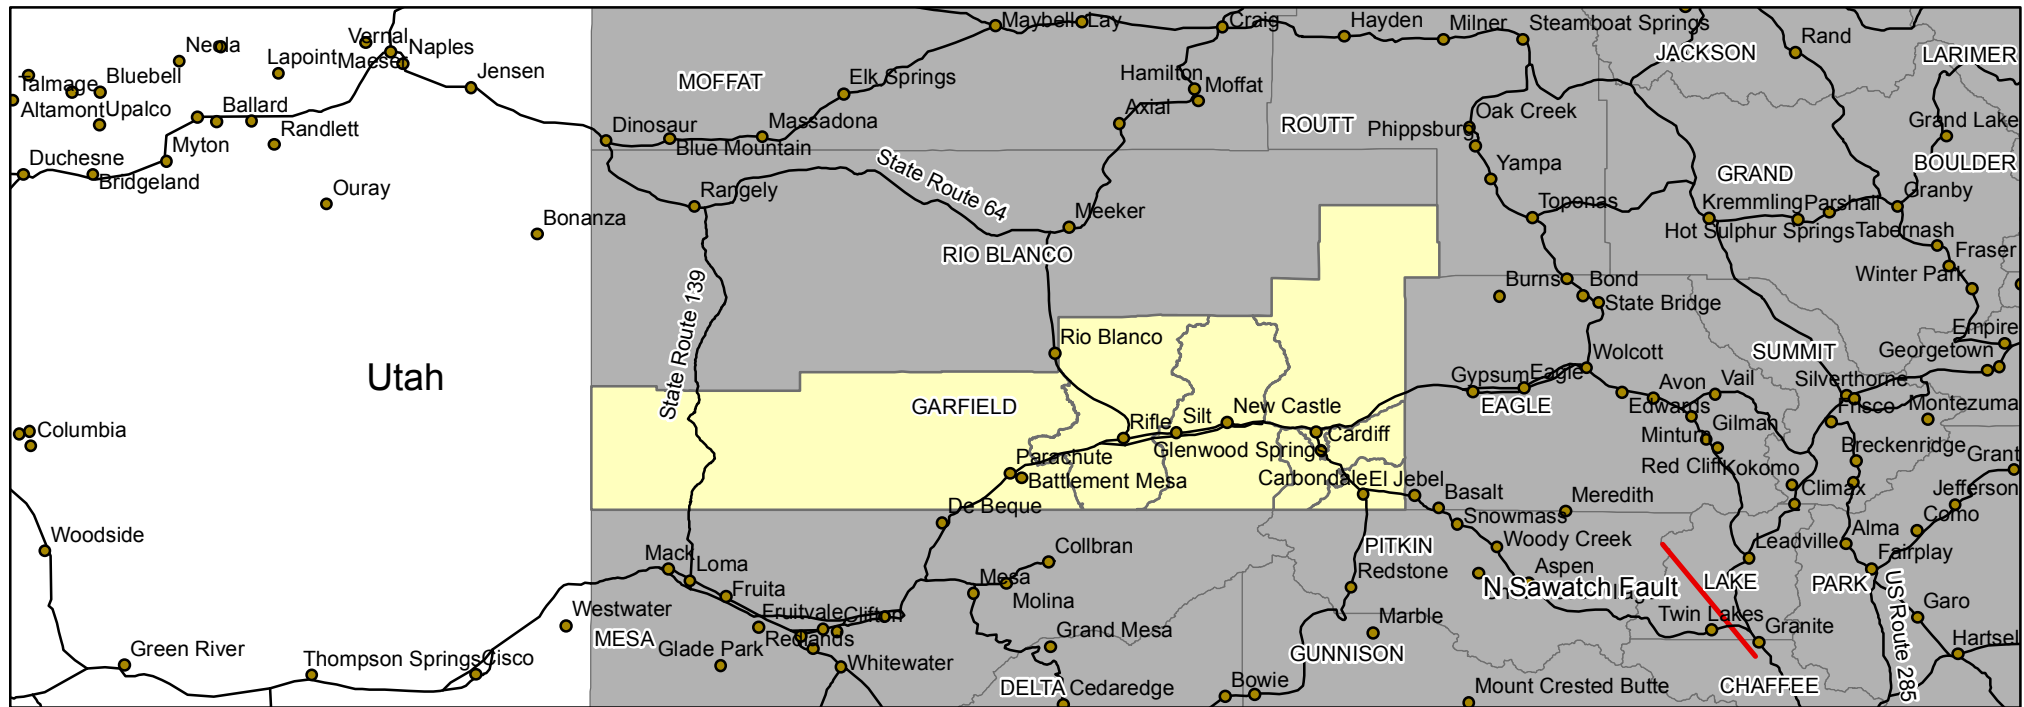 Maybell
Lay
Craig
Hayden
Milner
Steamboat Springs
Vernal
Neola
Naples
Rand
JACKSON
LARIMER
Lapoint
Maeser
Talmage
Bluebell
Jensen
MOFFAT
Elk Springs
Hamilton
Moffat
Altamont
Upalco
Ballard
Axial
Oak Creek
Grand Lake
Randlett
Dinosaur
Massadona
ROUTT
Phippsburg
Myton
Blue Mountain
Duchesne
Bridgeland
State Route 64
Yampa
GRAND
BOULDER
Ouray
Rangely
Meeker
Toponas
Kremmling
Parshall
Granby
Bonanza
Hot Sulphur Springs
Tabernash
RIO BLANCO
Fraser
Winter Park
Burns
Bond
State Bridge
State Route 139
Rio Blanco
Empire
Wolcott
SUMMIT
Georgetown
Utah
Gypsum
Eagle
Avon
Vail
Silverthorne
GARFIELD
New Castle
EAGLE
Edwards
Frisco
Montezuma
Rifle
Silt
Gilman
Columbia
Cardiff
Minturn
Glenwood Springs
Breckenridge
Parachute
Red Cliff
Kokomo
Grant
Battlement Mesa
Carbondale
El Jebel
Basalt
Meredith
Climax
Jefferson
De Beque
Snowmass
Como
Woodside
Alma
Woody Creek
Leadville
Fairplay
Collbran
PITKIN
Mack
Loma
Redstone
Aspen
Mesa
N Sawatch Fault
LAKE
PARK
Fruita
Molina
Westwater
Fruitvale
Clifton
Marble
Twin Lakes
US Route 285
Garo
MESA
Redlands
Grand Mesa
Granite
Glade Park
GUNNISON
Hartsel
Green River
Thompson Springs
Cisco
Whitewater
DELTA
Cedaredge
Bowie
Mount Crested Butte
CHAFFEE